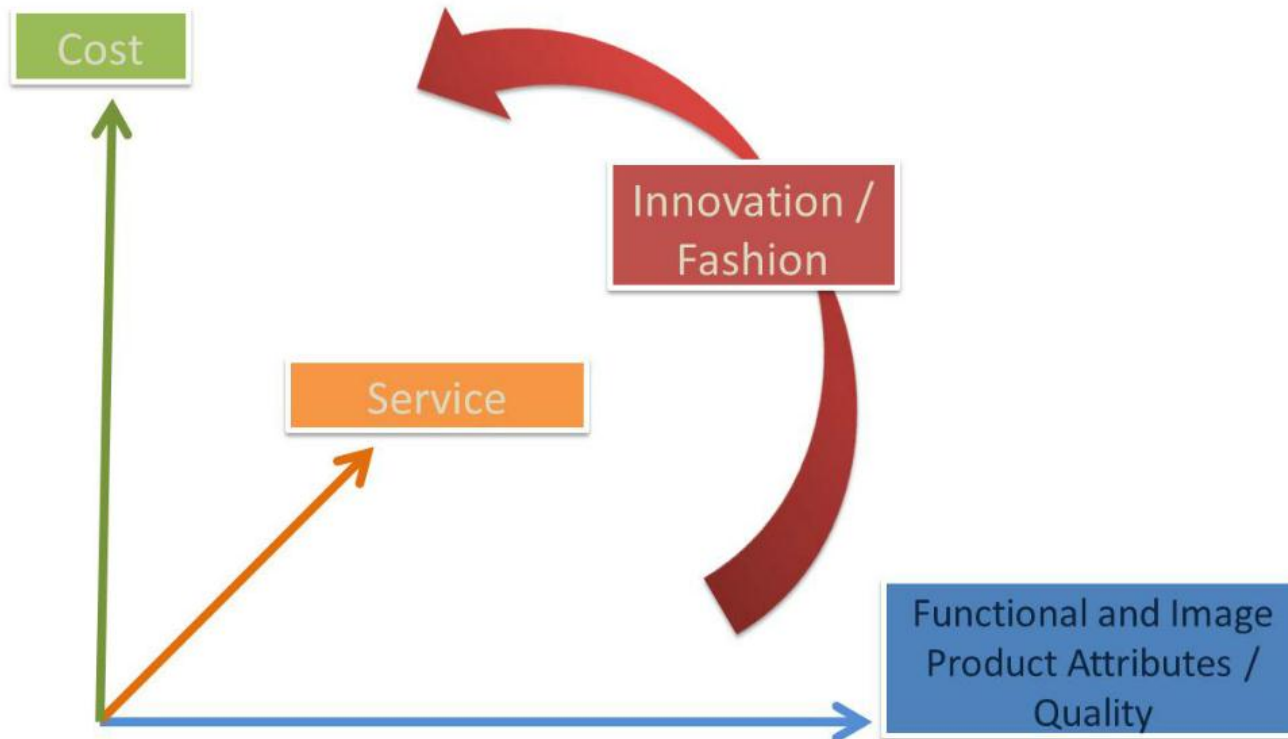 Cost
Innovation /
Fashion
Service
Functional and Image
Product Attributes /
Quality